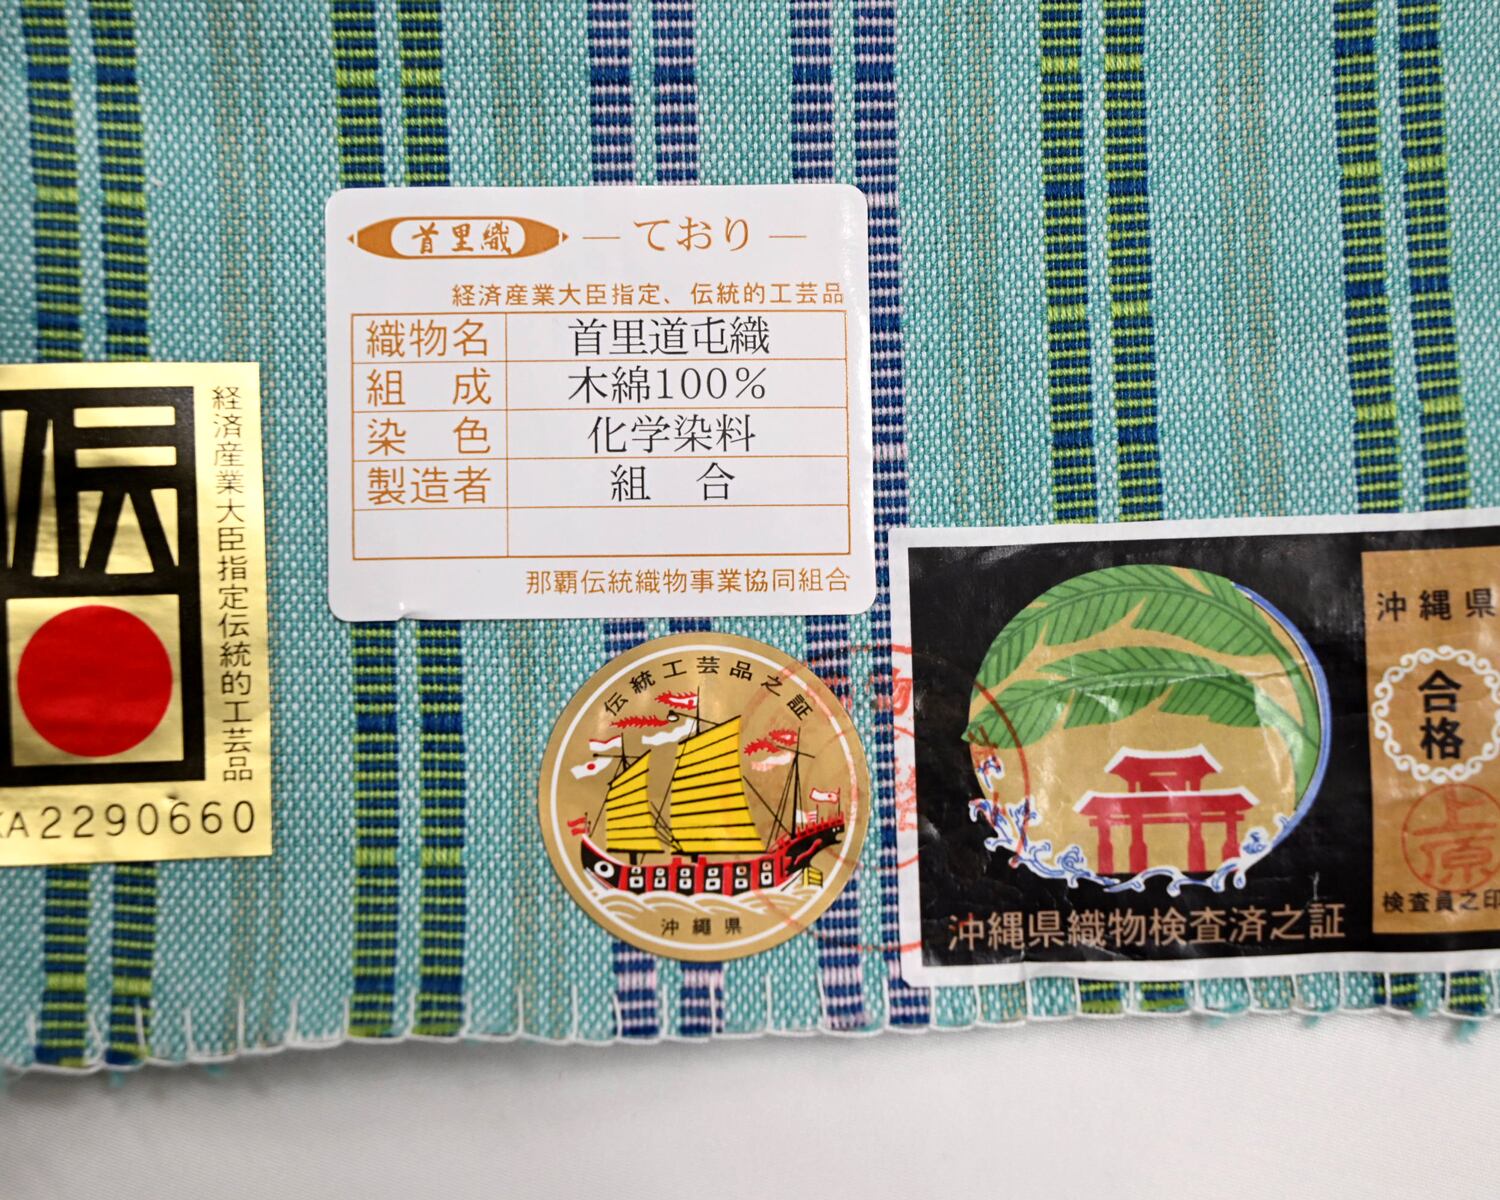 伝
経済産業大臣指定伝統的工芸品
KA2290660
首里織
―ており―
経済産業大臣指定、伝統的工芸品
織物名 首里道屯織
組成 木綿100%
染色 化学染料
製造者 組合
那覇伝統織物事業協同組合
伝統工芸品之証
沖縄県
沖縄県織物検査済之証
沖縄県
合格
上原
検査員之印